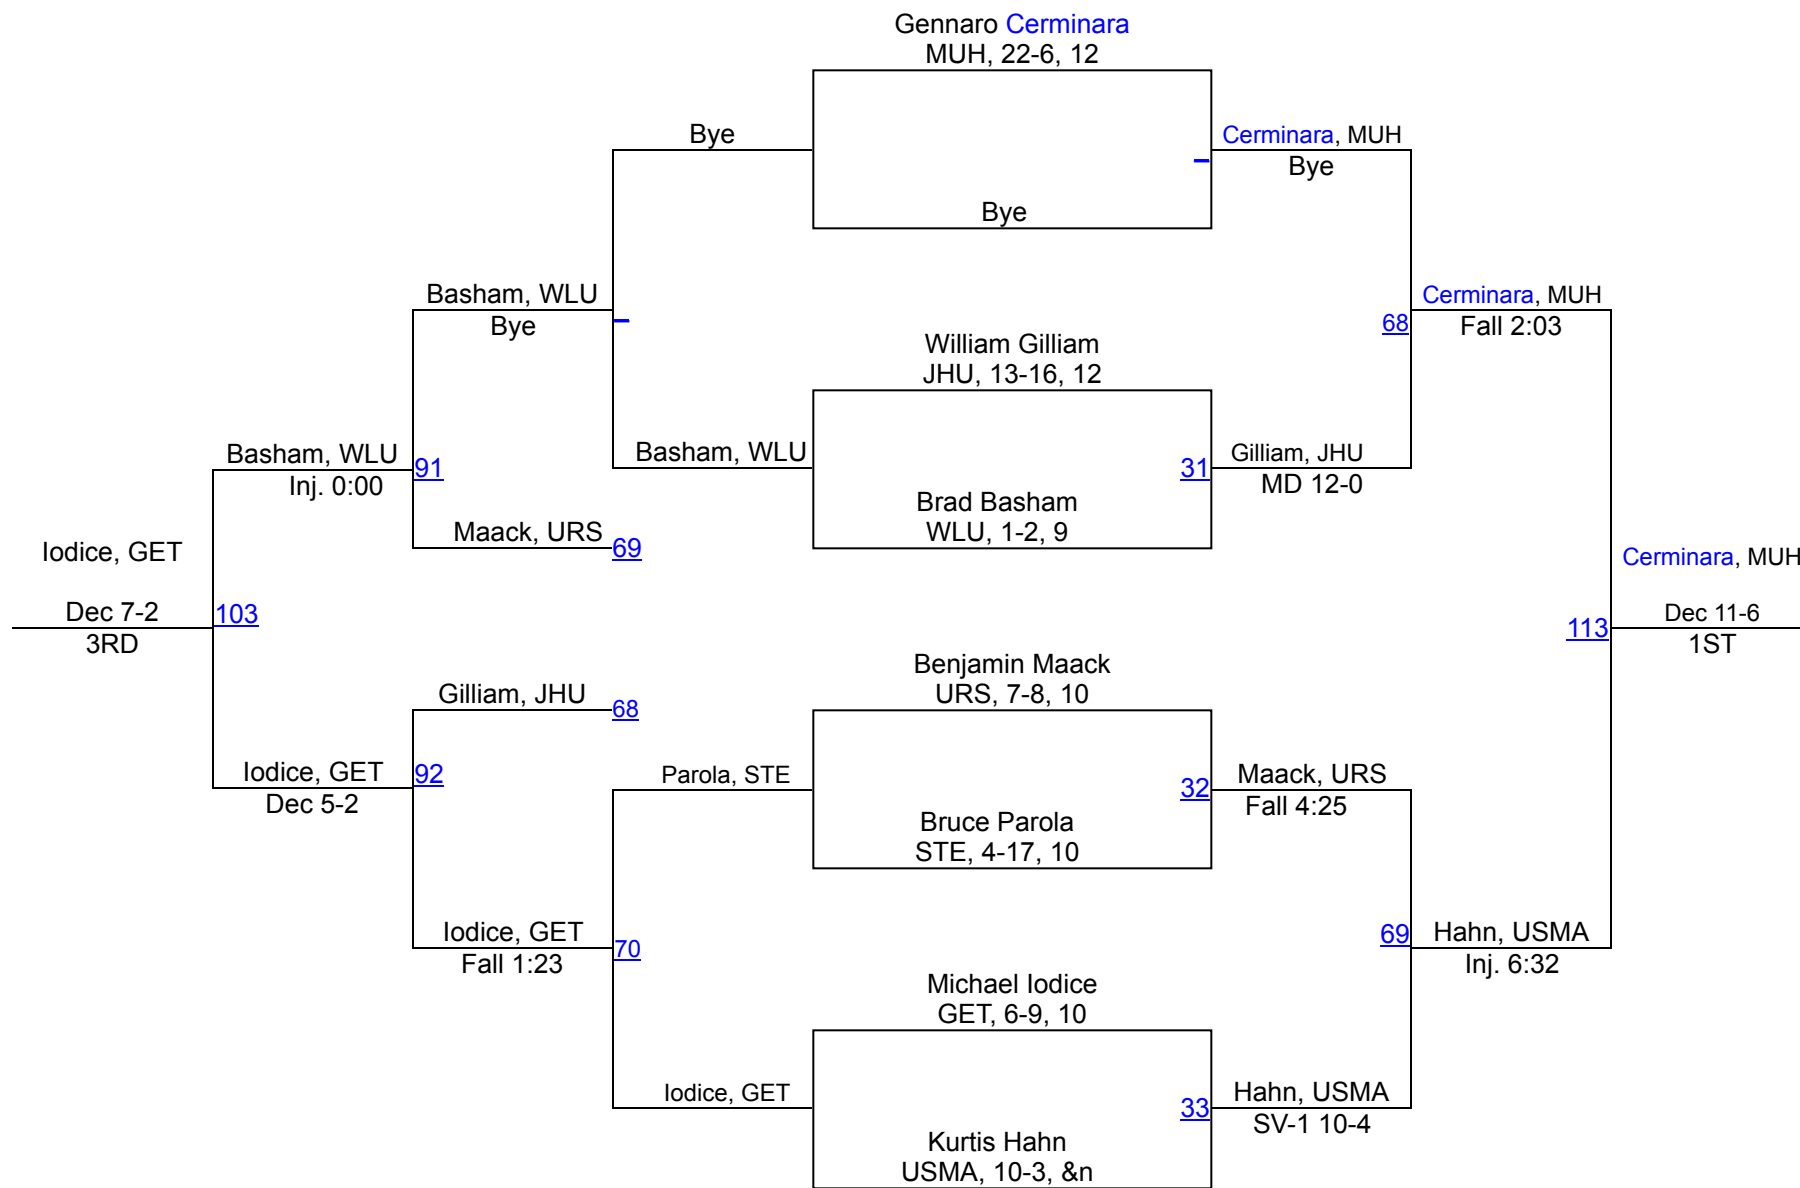 Gennaro Cerminara
MUH, 22-6, 12
Bye
Cerminara, MUH
Bye
Bye
Basham, WLU
Bye
Cerminara, MUH
68
Fall 2:03
William Gilliam
JHU, 13-16, 12
Basham, WLU
Inj. 0:00
91
Basham, WLU
31
Gilliam, JHU
MD 12-0
Brad Basham
WLU, 1-2, 9
Maack, URS
69
Iodice, GET
Cerminara, MUH
Dec 7-2
103
3RD
113
Dec 11-6
1ST
Benjamin Maack
URS, 7-8, 10
Gilliam, JHU
68
Iodice, GET
92
Dec 5-2
Parola, STE
32
Maack, URS
Fall 4:25
Bruce Parola
STE, 4-17, 10
Iodice, GET
70
Fall 1:23
69
Hahn, USMA
Inj. 6:32
Michael Iodice
GET, 6-9, 10
Iodice, GET
33
Hahn, USMA
SV-1 10-4
Kurtis Hahn
USMA, 10-3, &n